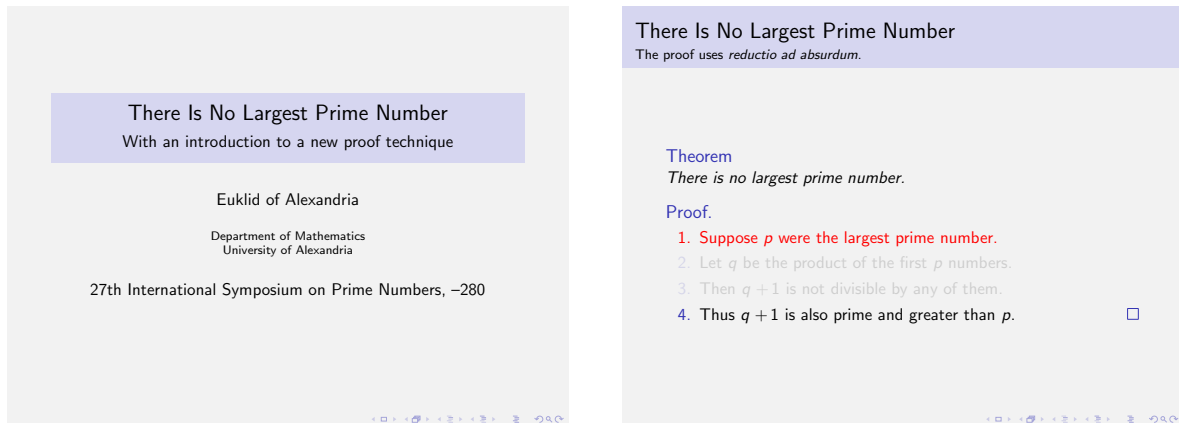 There Is No Largest Prime Number
With an introduction to a new proof technique
Euklid of Alexandria
Department of Mathematics
University of Alexandria
27th International Symposium on Prime Numbers, –280
There Is No Largest Prime Number
The proof uses reductio ad absurdum.
Theorem
There is no largest prime number.
Proof.
1. Suppose p were the largest prime number.
2. Let q be the product of the first p numbers.
3. Then q + 1 is not divisible by any of them.
4. Thus q + 1 is also prime and greater than p.